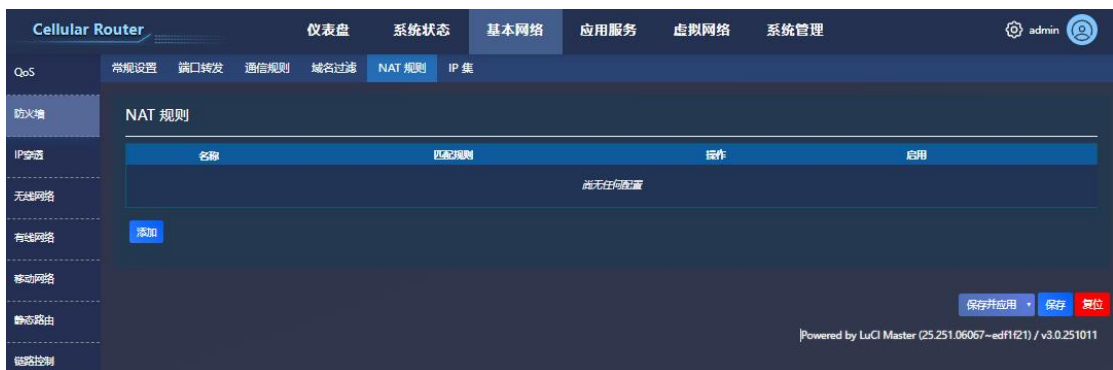 Cellular Router 仪表盘 系统状态 基本网络 应用服务 虚拟网络 系统管理 admin
QoS
常规设置 端口转发 通信规则 域名过滤 NAT 规则 IP 集
防火墙
NAT 规则
IP穿透
名称 匹配规则 操作 启用
尚无任何配置
无线网络
有线网络
添加
移动网络
保存并应用 保存 复位
静态路由
Powered by LuCI Master (25.251.06067~edf1f21) / v3.0.251011
链路控制